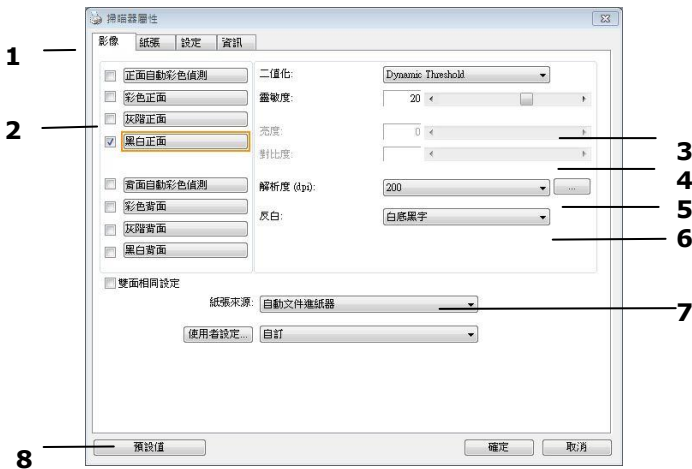 掃瞄器屬性
影像 紙張 設定 資訊
1
正面自動彩色偵測
彩色正面
灰階正面
黑白正面
2
背面自動彩色偵測
彩色背面
灰階背面
黑白背面
二值化: Dynamic Threshold
靈敏度: 20
亮度: 0
對比度:
解析度 (dpi): 200 ...
反白: 白底黑字
3
4
5
6
雙面相同設定
紙張來源: 自動文件進紙器
7
使用者設定... 自訂
8
預設值 確定 取消